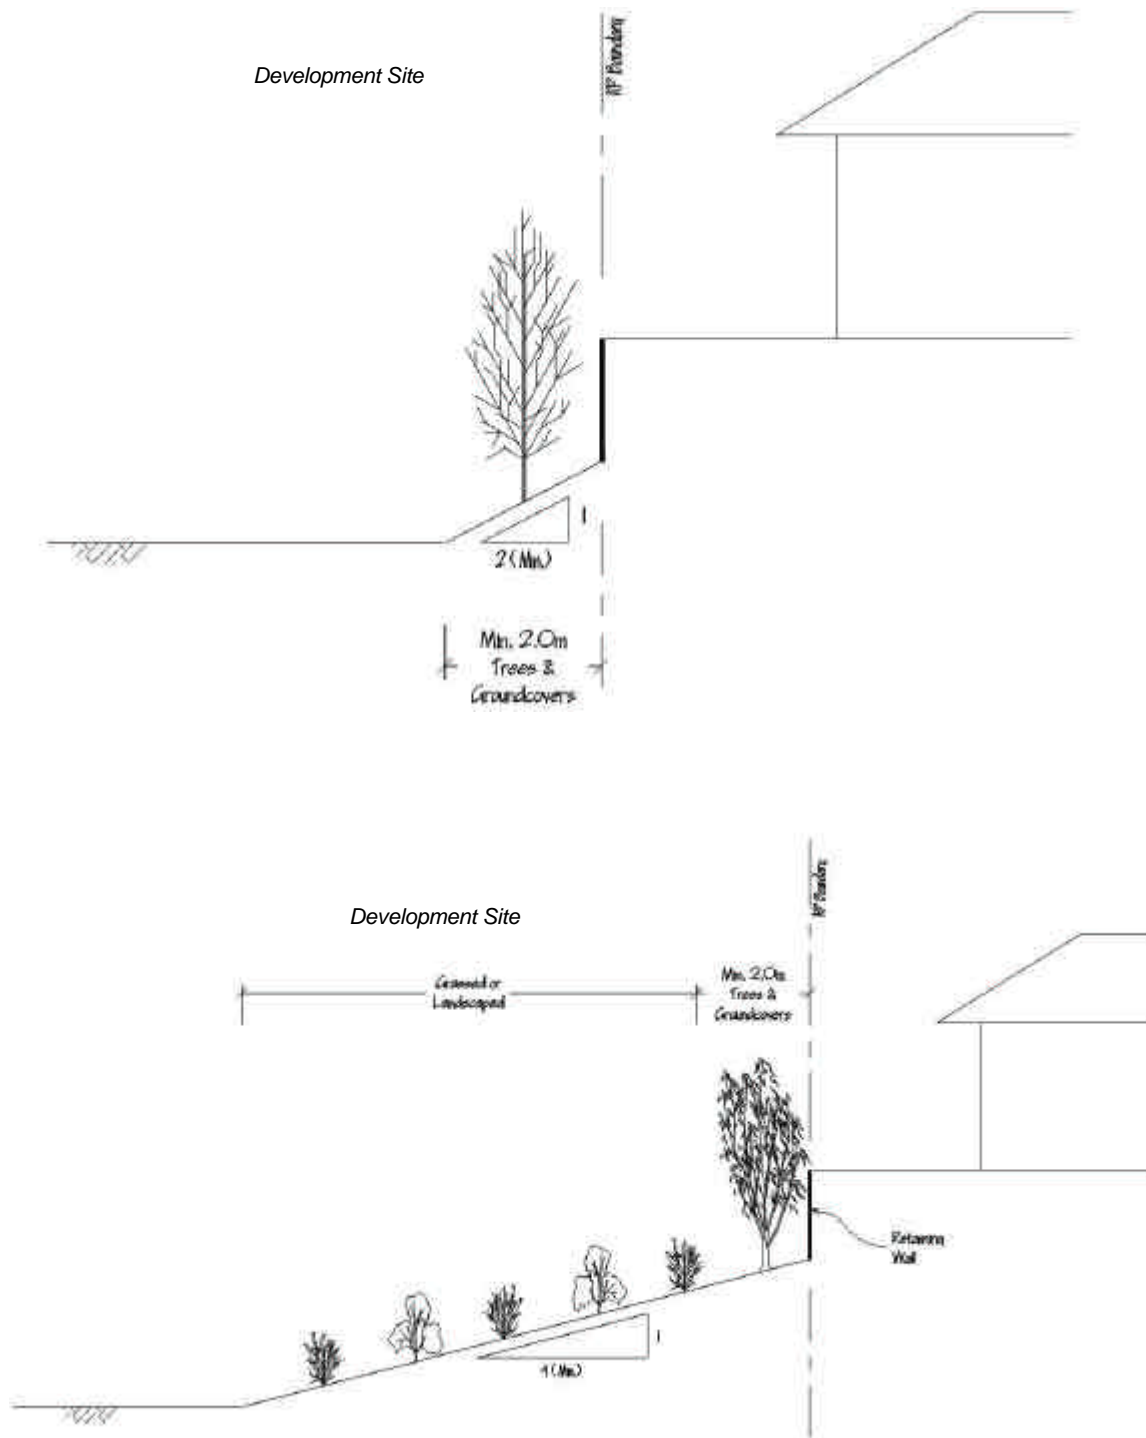 Development Site
RP Boundary
1
2 (Min.)
Min. 2.0m
Trees &
Groundcovers
Development Site
RP Boundary
Grassed or
Landscaped
Min. 2.0m
Trees &
Groundcovers
Retaining
Wall
1
4 (Min.)